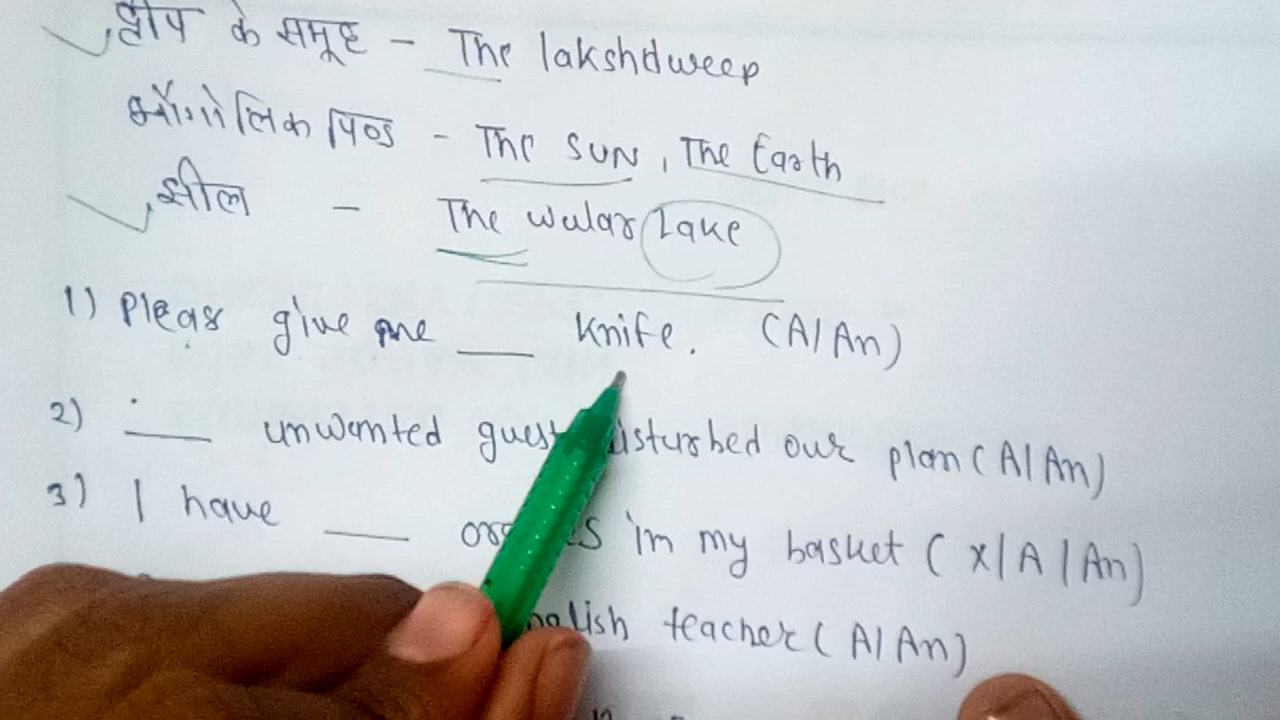 द्वीप के समूह - The lakshdweep
भौगोलिक पिण्ड - The SUN, The Earth
झील - The wular Lake
1) Pleas give me ___ knife. (A/An)
2) ___ unwanted guest disturbed our plan (A/An)
3) I have ___ in my basket (X/A/An)
teacher (A/An)